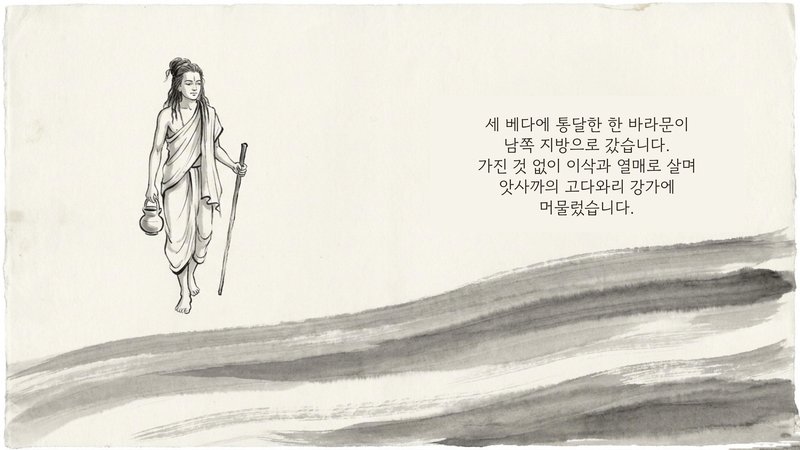 세 베다에 통달한 한 바라문이
남쪽 지방으로 갔습니다.
가진 것 없이 이삭과 열매로 살며
앗사까의 고다와리 강가에
머물렀습니다.